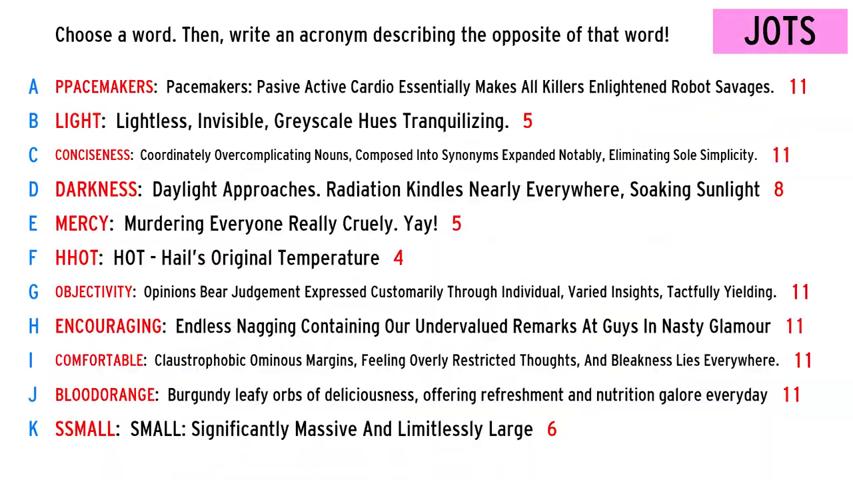 Choose a word. Then, write an acronym describing the opposite of that word!
JOTS
A PPACEMAKERS: Pacemakers: Pasive Active Cardio Essentially Makes All Killers Enlightened Robot Savages. 11
B LIGHT: Lightless, Invisible, Greyscale Hues Tranquilizing. 5
C CONCISENESS: Coordinately Overcomplicating Nouns, Composed Into Synonyms Expanded Notably, Eliminating Sole Simplicity. 11
D DARKNESS: Daylight Approaches. Radiation Kindles Nearly Everywhere, Soaking Sunlight 8
E MERCY: Murdering Everyone Really Cruely. Yay! 5
F HHOT: HOT - Hail's Original Temperature 4
G OBJECTIVITY: Opinions Bear Judgement Expressed Customarily Through Individual, Varied Insights, Tactfully Yielding. 11
H ENCOURAGING: Endless Nagging Containing Our Undervalued Remarks At Guys In Nasty Glamour 11
I COMFORTABLE: Claustrophobic Ominous Margins, Feeling Overly Restricted Thoughts, And Bleakness Lies Everywhere. 11
J BLOODORANGE: Burgundy leafy orbs of deliciousness, offering refreshment and nutrition galore everyday 11
K SSMALL: SMALL: Significantly Massive And Limitlessly Large 6